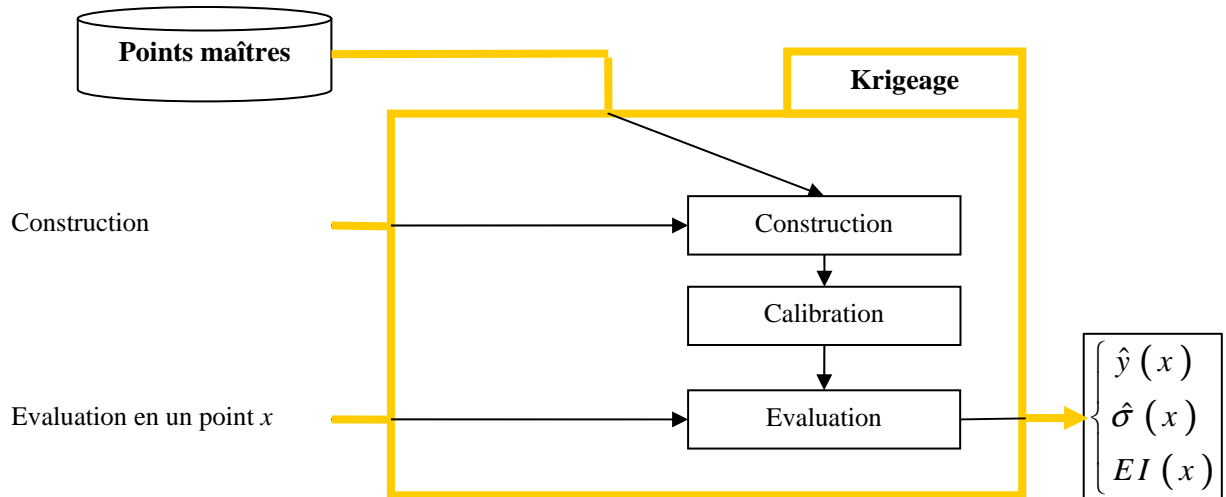 Points maîtres
Krigeage
Construction
Construction
Calibration
Evaluation en un point x
Evaluation
ŷ ( x )
σ̂ ( x )
EI ( x )